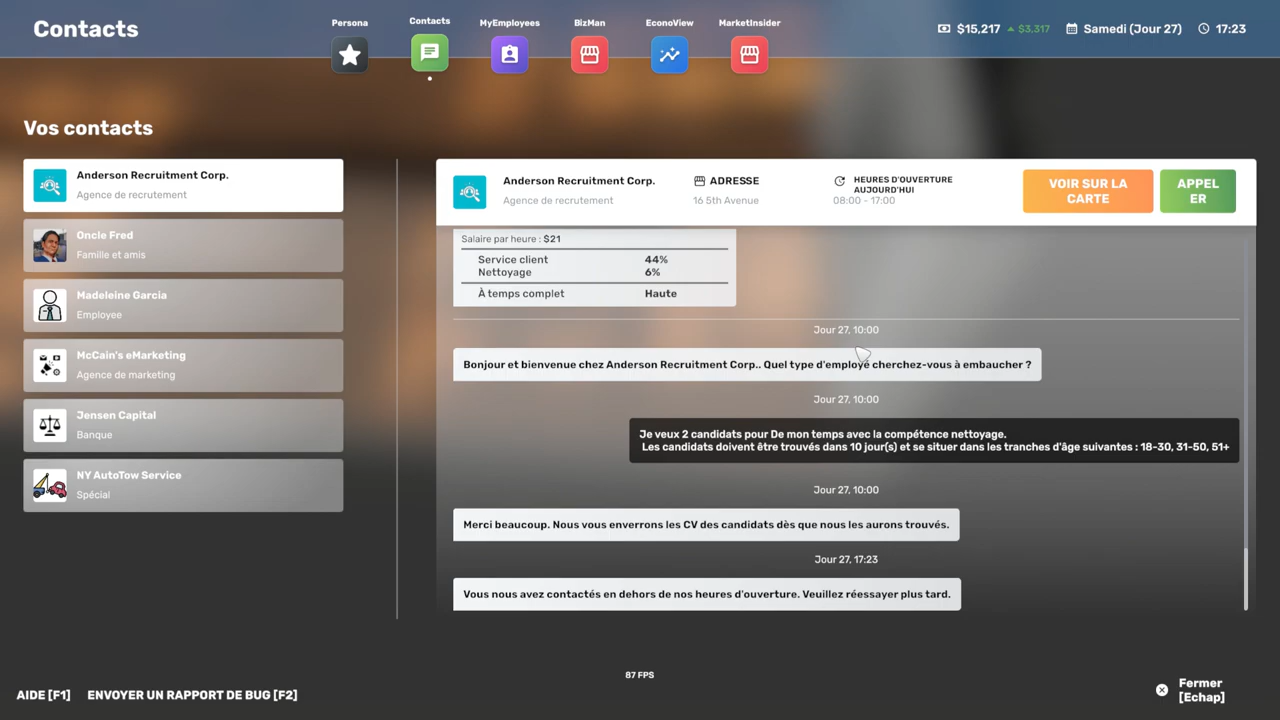 Contacts
Persona
Contacts
MyEmployees
BizMan
EconoView
MarketInsider
$15,217
$3,317
Samedi (Jour 27)
17:23
Vos contacts
Anderson Recruitment Corp.
Agence de recrutement
Oncle Fred
Famille et amis
Madeleine Garcia
Employee
McCain's eMarketing
Agence de marketing
Jensen Capital
Banque
NY AutoTow Service
Spécial
Anderson Recruitment Corp.
Agence de recrutement
ADRESSE
16 5th Avenue
HEURES D'OUVERTURE
AUJOURD'HUI
08:00 - 17:00
VOIR SUR LA
CARTE
APPEL
ER
Salaire par heure : $21
Service client 44%
Nettoyage 6%
À temps complet Haute
Jour 27, 10:00
Bonjour et bienvenue chez Anderson Recruitment Corp.. Quel type d'employé cherchez-vous à embaucher ?
Jour 27, 10:00
Je veux 2 candidats pour De mon temps avec la compétence nettoyage.
Les candidats doivent être trouvés dans 10 jour(s) et se situer dans les tranches d'âge suivantes : 18-30, 31-50, 51+
Jour 27, 10:00
Merci beaucoup. Nous vous enverrons les CV des candidats dès que nous les aurons trouvés.
Jour 27, 17:23
Vous nous avez contactés en dehors de nos heures d'ouverture. Veuillez réessayer plus tard.
87 FPS
AIDE [F1]
ENVOYER UN RAPPORT DE BUG [F2]
Fermer
[Echap]